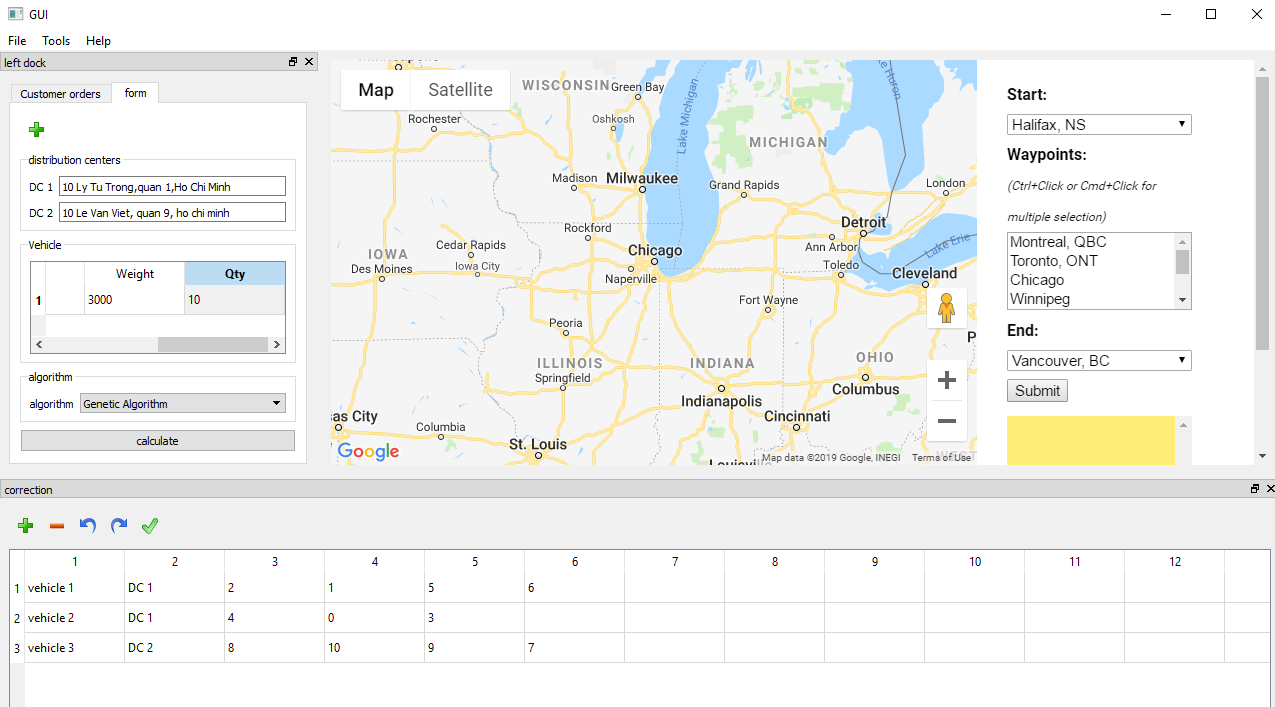 GUI
File Tools Help
left dock
Customer orders form
distribution centers
DC 1 10 Ly Tu Trong,quan 1,Ho Chi Minh
DC 2 10 Le Van Viet, quan 9, ho chi minh
Vehicle
Weight Qty
1 3000 10
algorithm
algorithm Genetic Algorithm
calculate
Map Satellite
WISCONSIN
Green Bay
Lake Michigan
Rochester
Oshkosh
MICHIGAN
Madison
Milwaukee
Grand Rapids
London
Detroit
Rockford
Ann Arbor
Lake Erie
Cedar Rapids
Chicago
IOWA
Iowa City
Des Moines
Toledo
Cleveland
Naperville
Fort Wayne
Peoria
ILLINOIS
INDIANA
OHIO
Springfield
Columbus
Indianapolis
as City
Cincinnati
Columbia
St. Louis
Google
Map data ©2019 Google, INEGI Terms of Use
Start:
Halifax, NS
Waypoints:
(Ctrl+Click or Cmd+Click for
multiple selection)
Montreal, QBC
Toronto, ONT
Chicago
Winnipeg
End:
Vancouver, BC
Submit
correction
1 2 3 4 5 6 7 8 9 10 11 12
1 vehicle 1 DC 1 2 1 5 6
2 vehicle 2 DC 1 4 0 3
3 vehicle 3 DC 2 8 10 9 7